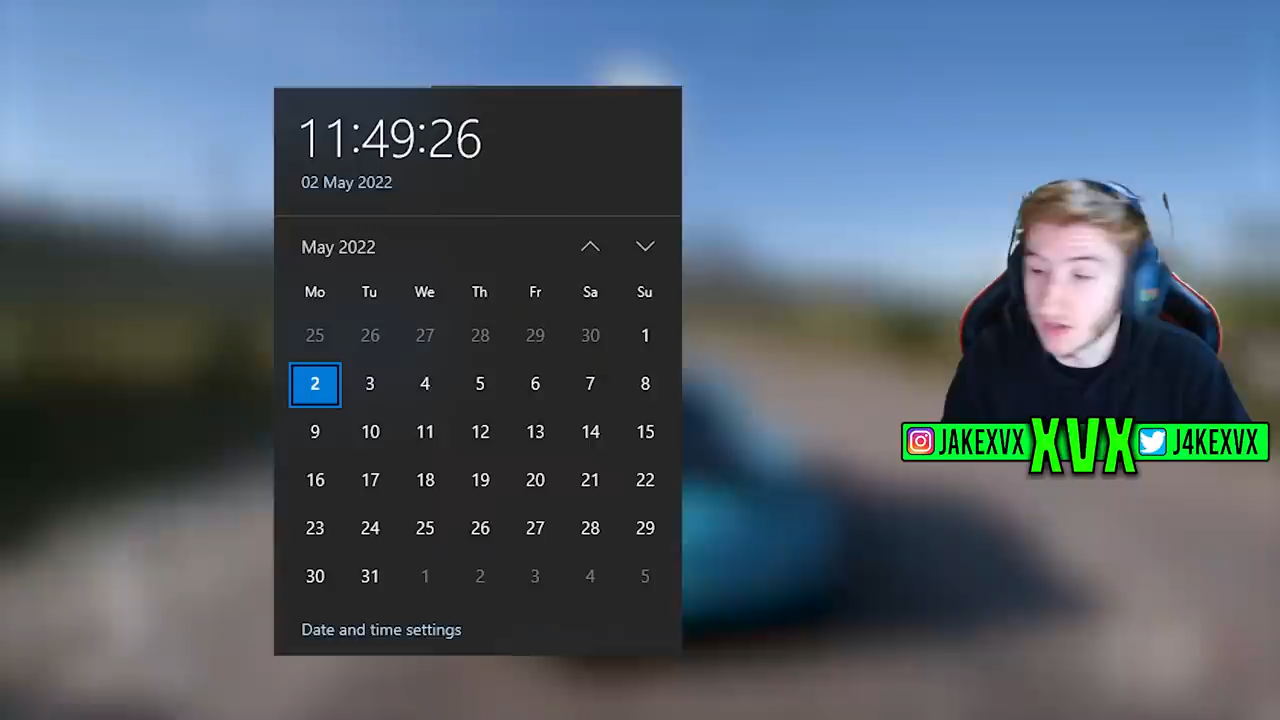 11:49:26
02 May 2022
May 2022
Mo Tu We Th Fr Sa Su
25 26 27 28 29 30 1
2 3 4 5 6 7 8
9 10 11 12 13 14 15
16 17 18 19 20 21 22
23 24 25 26 27 28 29
30 31 1 2 3 4 5
Date and time settings
JAKEXVX XVX J4KEXVX